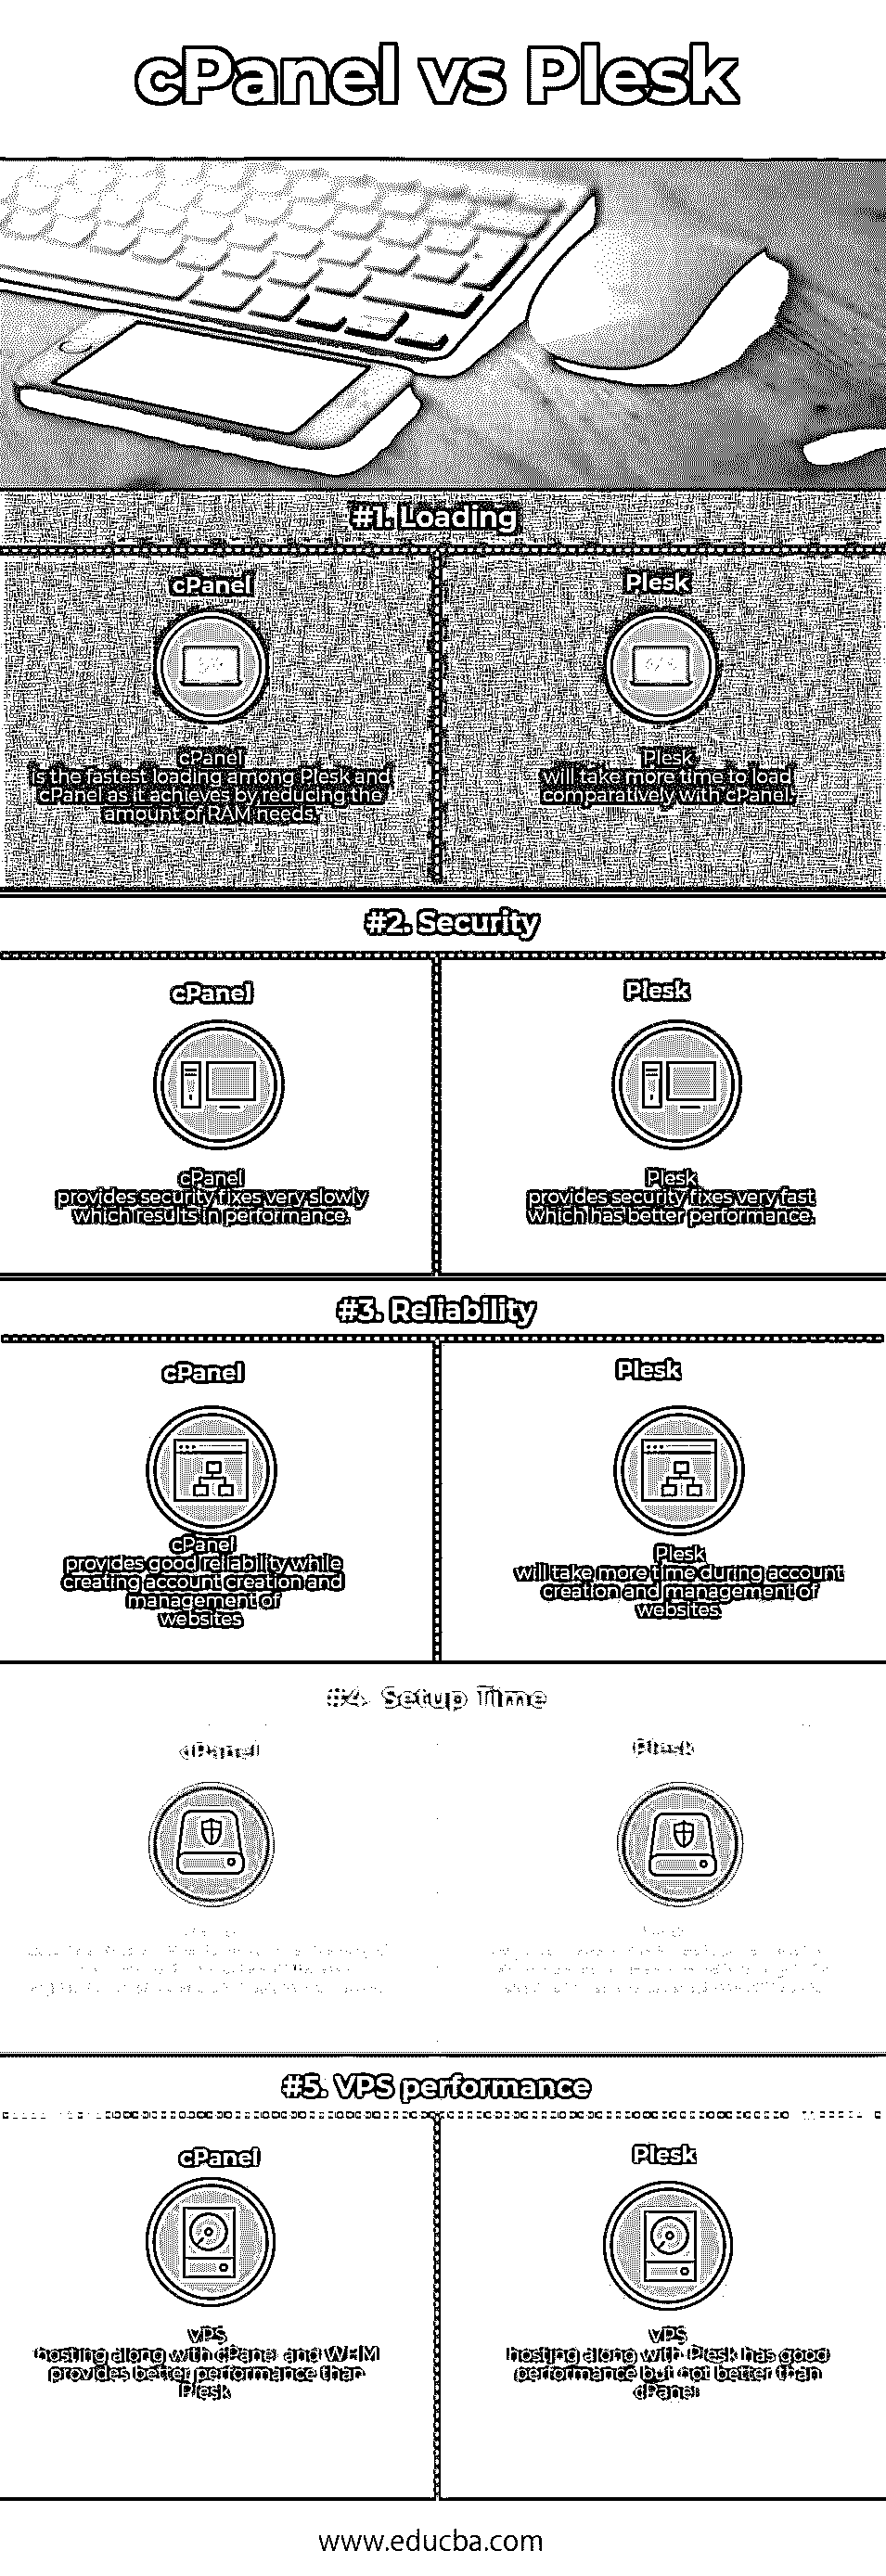 cPanel vs Plesk
#1. Loading
cPanel
cPanel
is the fastest loading among Plesk and
cPanel as it achieves by reducing the
amount of RAM needs.
Plesk
Plesk
will take more time to load
comparatively with cPanel.
#2. Security
cPanel
cPanel
provides security fixes very slowly
which results in performance.
Plesk
Plesk
provides security fixes very fast
which has better performance.
#3. Reliability
cPanel
cPanel
provides good reliability while
creating account creation and
management of
websites.
Plesk
Plesk
will take more time during account
creation and management of
websites.
#4. Setup Time
cPanel
Plesk
#5. VPS performance
cPanel
VPS
hosting along with cPanel and WHM
provides better performance than
Plesk
Plesk
VPS
hosting along with Plesk has good
performance but not better than
cPanel
www.educba.com